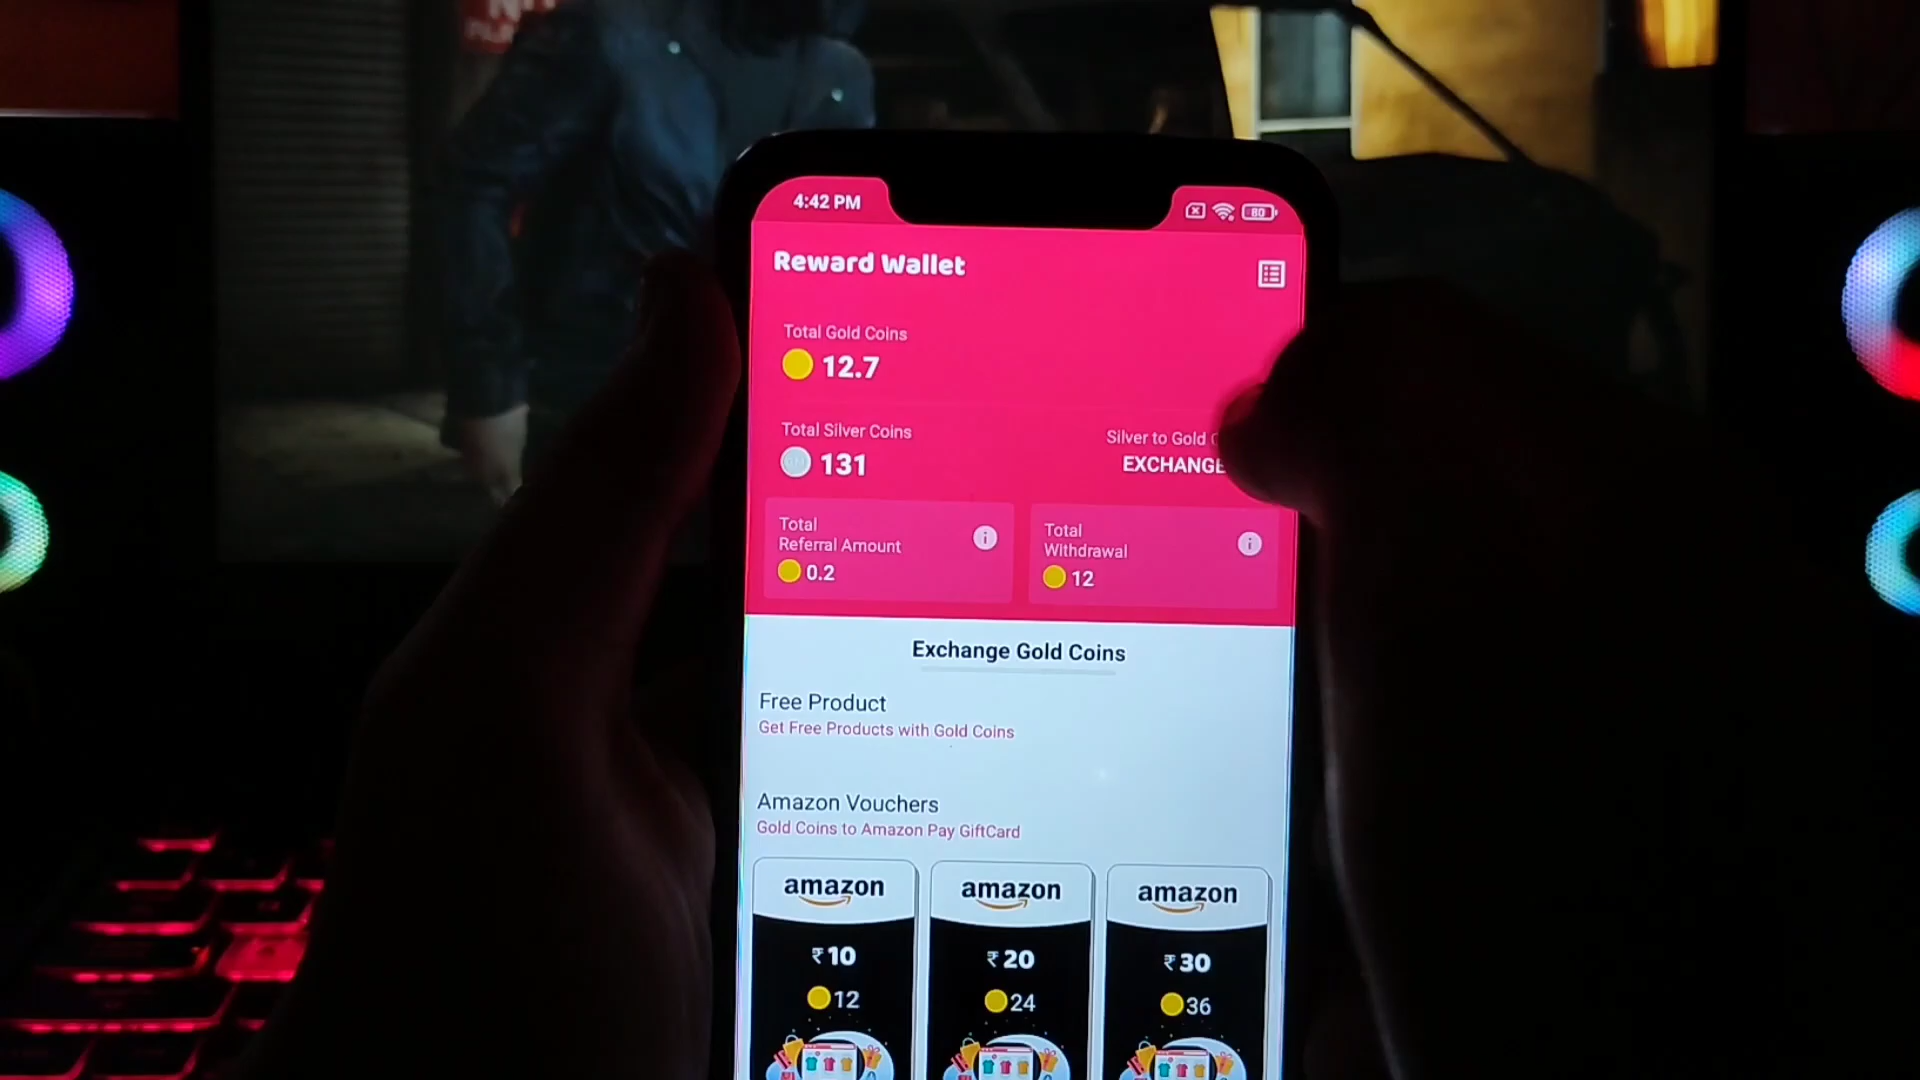 4:42 PM
80
Reward Wallet
Total Gold Coins
12.7
Total Silver Coins
131
Silver to Gold
EXCHANGE
Total
Referral Amount
0.2
Total
Withdrawal
12
Exchange Gold Coins
Free Product
Get Free Products with Gold Coins
Amazon Vouchers
Gold Coins to Amazon Pay GiftCard
amazon
amazon
amazon
₹10
₹20
₹30
12
24
36